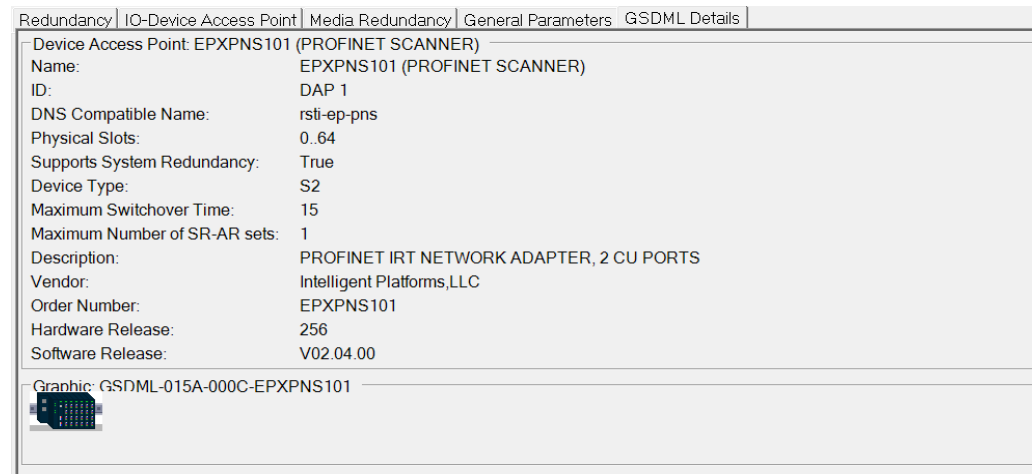 Redundancy IO-Device Access Point Media Redundancy General Parameters GSDML Details
Device Access Point: EPXPNS101 (PROFINET SCANNER)
Name: EPXPNS101 (PROFINET SCANNER)
ID: DAP 1
DNS Compatible Name: rsti-ep-pns
Physical Slots: 0..64
Supports System Redundancy: True
Device Type: S2
Maximum Switchover Time: 15
Maximum Number of SR-AR sets: 1
Description: PROFINET IRT NETWORK ADAPTER, 2 CU PORTS
Vendor: Intelligent Platforms,LLC
Order Number: EPXPNS101
Hardware Release: 256
Software Release: V02.04.00
Graphic: GSDML-015A-000C-EPXPNS101